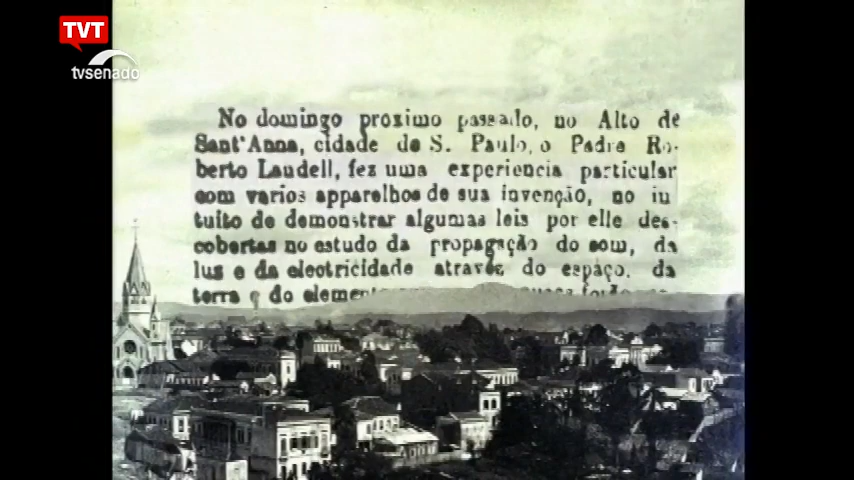 TVT
tvsenado
No domingo proximo passado, no Alto de
Sant'Anna, cidade de S. Paulo, o Padre Ro-
berto Laudell, fez uma experiencia particular
com varios apparelhos de sua invenção, no in
tuito de demonstrar algumas leis por elle des-
cobertas no estudo da propagação do som, da
luz e da electricidade atravez do espaço, da
terra e do element